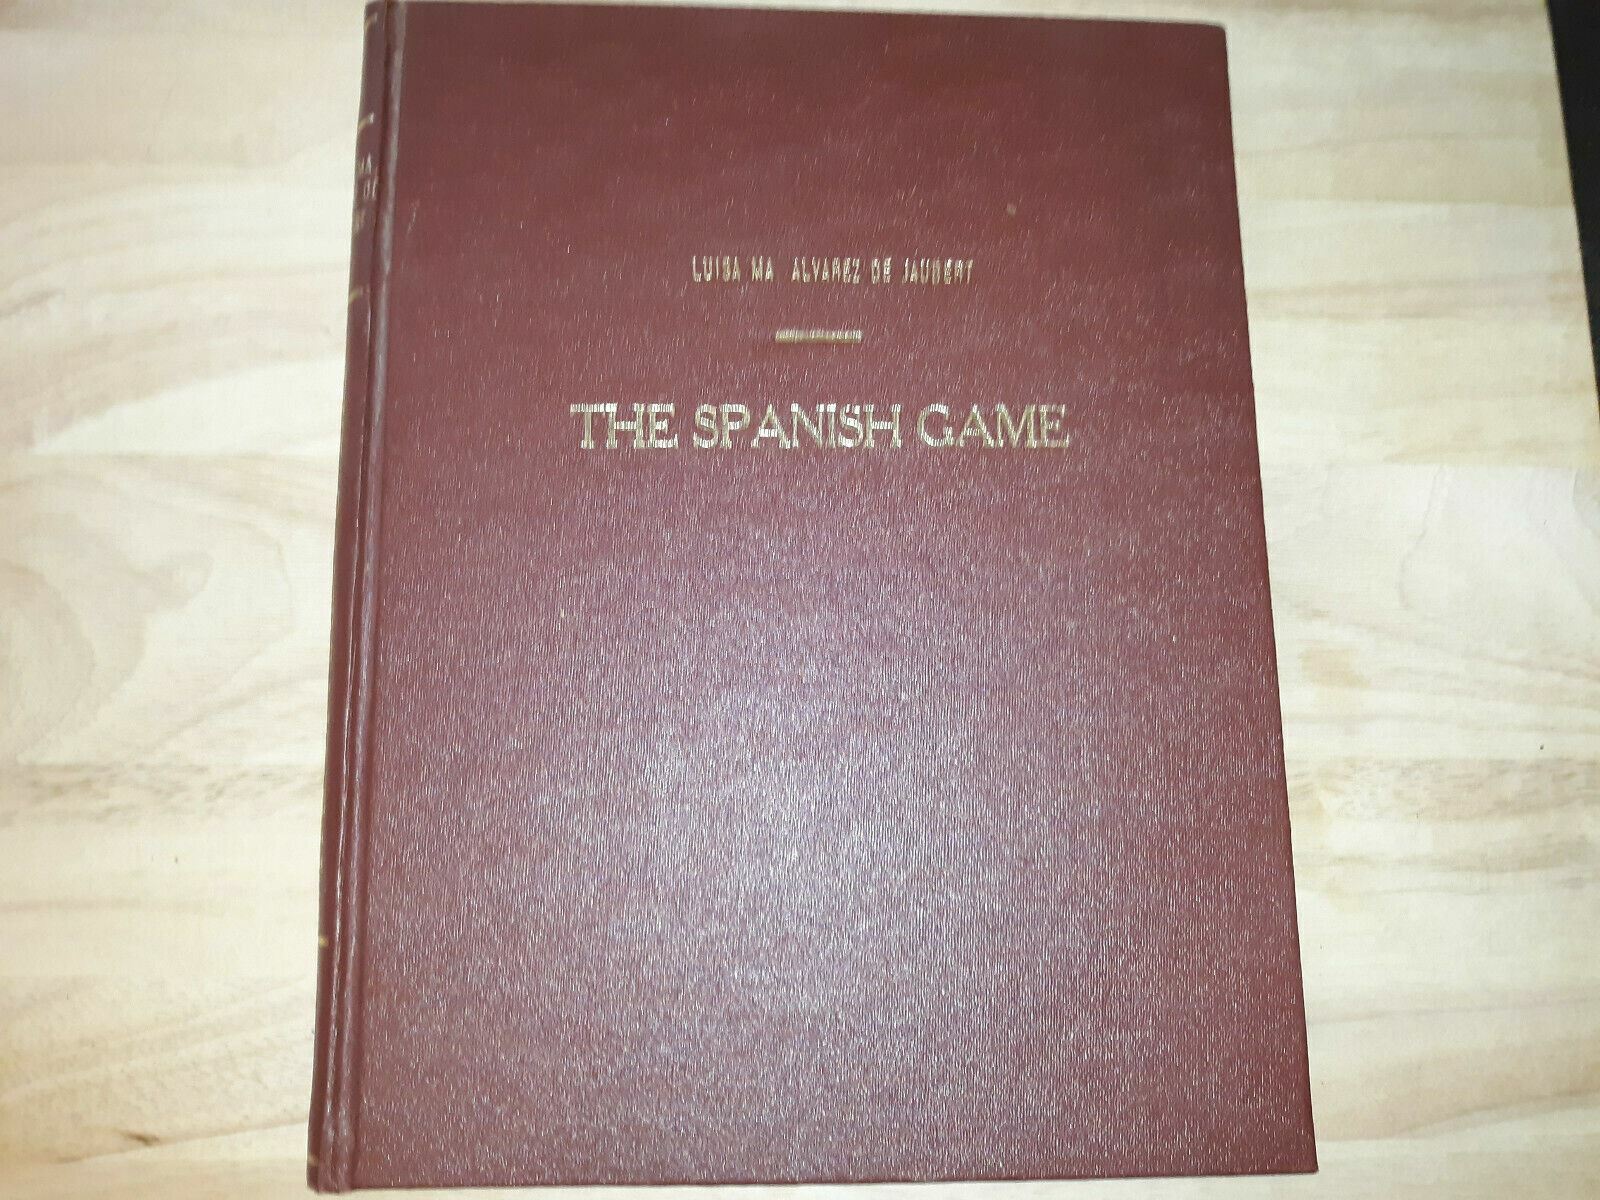 LUISA MA ALVAREZ DE JAUBERT
THE SPANISH GAME